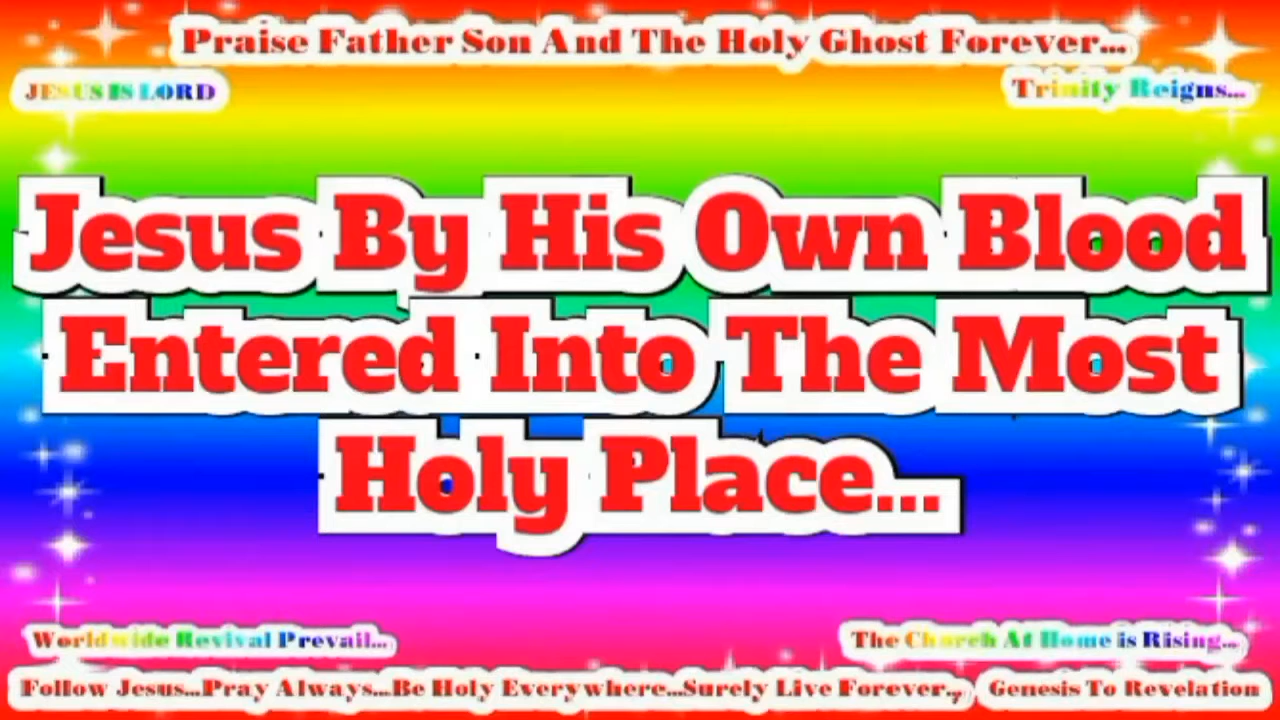 Praise Father Son And The Holy Ghost Forever...
JESUS IS LORD
Trinity Reigns...
Jesus By His Own Blood
Entered Into The Most
Holy Place...
Worldwide Revival Prevail...
The Church At Home is Rising...
Follow Jesus...Pray Always...Be Holy Everywhere...Surely Live Forever..,
Genesis To Revelation